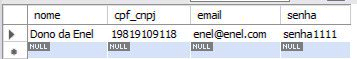 nome cpf_cnpj email senha
Dono da Enel 19819109118 enel@enel.com senha1111
NULL NULL NULL NULL